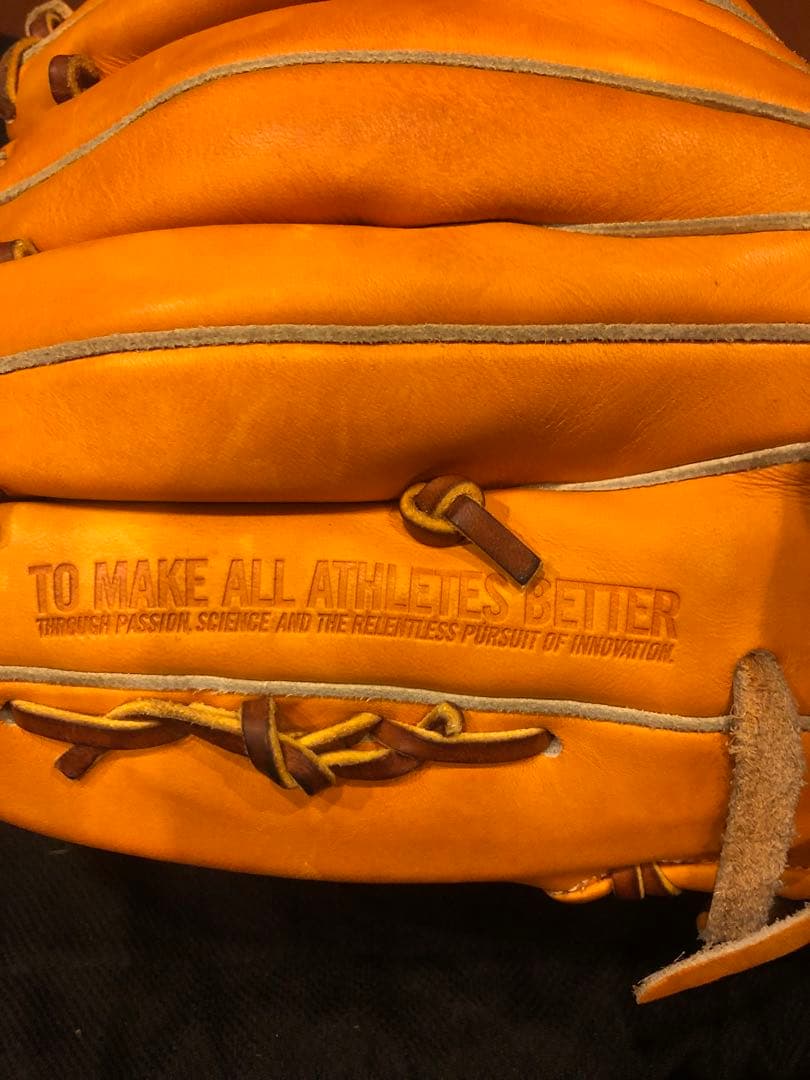 TO MAKE ALL ATHLETES BETTER
THROUGH PASSION, SCIENCE AND THE RELENTLESS PURSUIT OF INNOVATION.